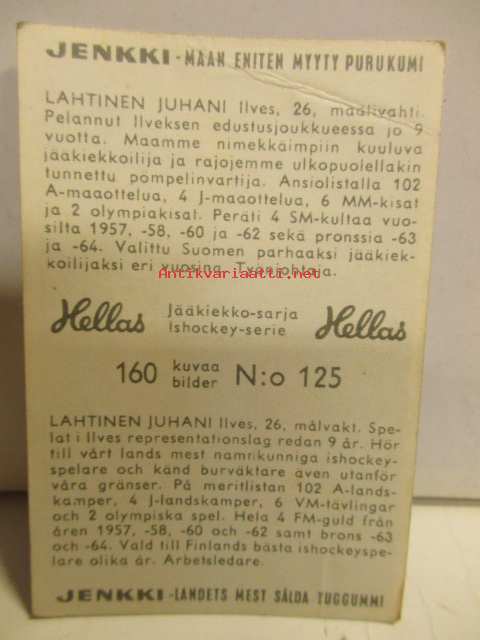 JENKKI - MAAN ENITEN MYYTY PURUKUMI
LAHTINEN JUHANI Ilves, 26, maalivahti.
Pelannut Ilveksen edustusjoukkueessa jo 9
vuotta. Maamme nimekkäimpiin kuuluva
jääkiekkoilija ja rajojemme ulkopuolellakin
tunnettu pompelinvartija. Ansiolistalla 102
A-maaottelua, 4 J-maaottelua, 6 MM-kisat
ja 2 olympiakisat. Peräti 4 SM-kultaa vuo-
silta 1957, -58, -60 ja -62 sekä pronssia -63
ja -64. Valittu Suomen parhaaksi jääkiek-
koilijaksi eri vuosina. Työnjohtaja.
Antikvariaatti.net
Hellas Jääkiekko-sarja Hellas
Ishockey-serie
160 kuvaa N:o 125
bilder
LAHTINEN JUHANI Ilves, 26, målvakt. Spe-
lat i Ilves representationslag redan 9 år. Hör
till vårt lands mest namnkunniga ishockey-
spelare och känd burväktare även utanför
våra gränser. På meritlistan 102 A-lands-
kamper, 4 J-landskamper, 6 VM-tävlingar
och 2 olympiska spel. Hela 4 FM-guld från
åren 1957, -58, -60 och -62 samt brons -63
och -64. Vald till Finlands bästa ishockeyspe-
lare olika år. Arbetsledare.
JENKKI - LANDETS MEST SÅLDA TUGGUMMI